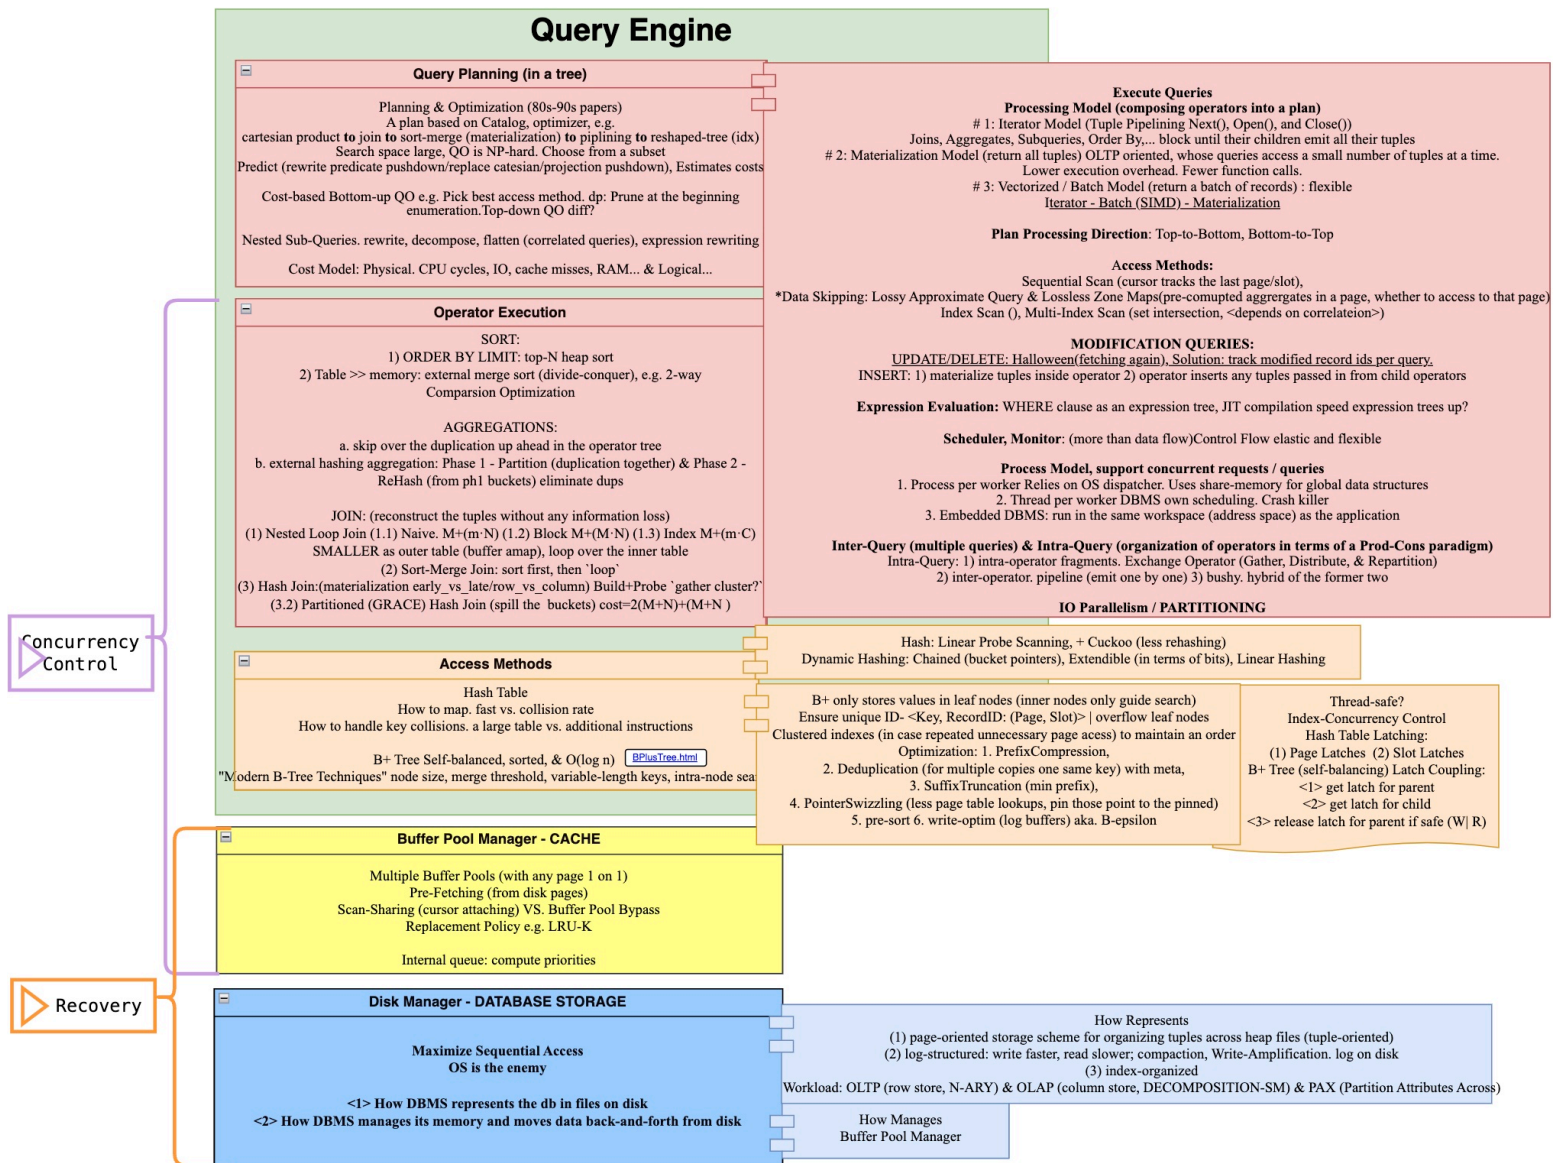 Query Engine
Query Planning (in a tree)
Planning & Optimization (80s-90s papers)
A plan based on Catalog, optimizer, e.g.
cartesian product to join to sort-merge (materialization) to piplining to reshaped-tree (idx)
Search space large, QO is NP-hard. Choose from a subset
Predict (rewrite predicate pushdown/replace catesian/projection pushdown), Estimates costs
Cost-based Bottom-up QO e.g. Pick best access method. dp: Prune at the beginning
enumeration.Top-down QO diff?
Nested Sub-Queries. rewrite, decompose, flatten (correlated queries), expression rewriting
Cost Model: Physical. CPU cycles, IO, cache misses, RAM... & Logical...
Execute Queries
Processing Model (composing operators into a plan)
# 1: Iterator Model (Tuple Pipelining Next(), Open(), and Close())
Joins, Aggregates, Subqueries, Order By,... block until their children emit all their tuples
# 2: Materialization Model (return all tuples) OLTP oriented, whose queries access a small number of tuples at a time.
Lower execution overhead. Fewer function calls.
# 3: Vectorized / Batch Model (return a batch of records) : flexible
Iterator - Batch (SIMD) - Materialization
Plan Processing Direction: Top-to-Bottom, Bottom-to-Top
Access Methods:
Sequential Scan (cursor tracks the last page/slot),
*Data Skipping: Lossy Approximate Query & Lossless Zone Maps(pre-comupted aggrergates in a page, whether to access to that page)
Index Scan (), Multi-Index Scan (set intersection, <depends on correlateion>)
MODIFICATION QUERIES:
UPDATE/DELETE: Halloween(fetching again), Solution: track modified record ids per query.
INSERT: 1) materialize tuples inside operator 2) operator inserts any tuples passed in from child operators
Expression Evaluation: WHERE clause as an expression tree, JIT compilation speed expression trees up?
Scheduler, Monitor: (more than data flow)Control Flow elastic and flexible
Process Model, support concurrent requests / queries
1. Process per worker Relies on OS dispatcher. Uses share-memory for global data structures
2. Thread per worker DBMS own scheduling. Crash killer
3. Embedded DBMS: run in the same workspace (address space) as the application
Inter-Query (multiple queries) & Intra-Query (organization of operators in terms of a Prod-Cons paradigm)
Intra-Query: 1) intra-operator fragments. Exchange Operator (Gather, Distribute, & Repartition)
2) inter-operator. pipeline (emit one by one) 3) bushy. hybrid of the former two
IO Parallelism / PARTITIONING
Operator Execution
SORT:
1) ORDER BY LIMIT: top-N heap sort
2) Table >> memory: external merge sort (divide-conquer), e.g. 2-way
Comparsion Optimization
AGGREGATIONS:
a. skip over the duplication up ahead in the operator tree
b. external hashing aggregation: Phase 1 - Partition (duplication together) & Phase 2 -
ReHash (from ph1 buckets) eliminate dups
JOIN: (reconstruct the tuples without any information loss)
(1) Nested Loop Join (1.1) Naive. M+(m·N) (1.2) Block M+(M·N) (1.3) Index M+(m·C)
SMALLER as outer table (buffer amap), loop over the inner table
(2) Sort-Merge Join: sort first, then `loop`
(3) Hash Join:(materialization early_vs_late/row_vs_column) Build+Probe `gather cluster?`
(3.2) Partitioned (GRACE) Hash Join (spill the buckets) cost=2(M+N)+(M+N )
Concurrency
Control
Access Methods
Hash Table
How to map. fast vs. collision rate
How to handle key collisions. a large table vs. additional instructions
B+ Tree Self-balanced, sorted, & O(log n) BPlusTree.html
"Modern B-Tree Techniques" node size, merge threshold, variable-length keys, intra-node
Hash: Linear Probe Scanning, + Cuckoo (less rehashing)
Dynamic Hashing: Chained (bucket pointers), Extendible (in terms of bits), Linear Hashing
B+ only stores values in leaf nodes (inner nodes only guide search)
Ensure unique ID- <Key, RecordID: (Page, Slot)> | overflow leaf nodes
Clustered indexes (in case repeated unnecessary page acess) to maintain an order
Optimization: 1. PrefixCompression,
2. Deduplication (for multiple copies one same key) with meta,
3. SuffixTruncation (min prefix),
4. PointerSwizzling (less page table lookups, pin those point to the pinned)
5. pre-sort 6. write-optim (log buffers) aka. B-epsilon
Thread-safe?
Index-Concurrency Control
Hash Table Latching:
(1) Page Latches (2) Slot Latches
B+ Tree (self-balancing) Latch Coupling:
<1> get latch for parent
<2> get latch for child
<3> release latch for parent if safe (W| R)
Buffer Pool Manager - CACHE
Multiple Buffer Pools (with any page 1 on 1)
Pre-Fetching (from disk pages)
Scan-Sharing (cursor attaching) VS. Buffer Pool Bypass
Replacement Policy e.g. LRU-K
Internal queue: compute priorities
Recovery
Disk Manager - DATABASE STORAGE
Maximize Sequential Access
OS is the enemy
<1> How DBMS represents the db in files on disk
<2> How DBMS manages its memory and moves data back-and-forth from disk
How Represents
(1) page-oriented storage scheme for organizing tuples across heap files (tuple-oriented)
(2) log-structured: write faster, read slower; compaction, Write-Amplification. log on disk
(3) index-organized
Workload: OLTP (row store, N-ARY) & OLAP (column store, DECOMPOSITION-SM) & PAX (Partition Attributes Across)
How Manages
Buffer Pool Manager